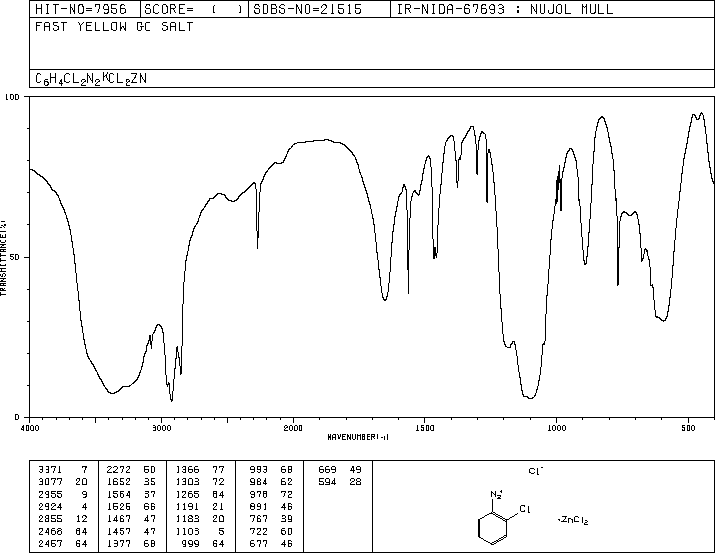 HIT-NO=7956 SCORE= ( ) SDBS-NO=21515 IR-NIDA-67693 : NUJOL MULL
FAST YELLOW GC SALT
C6H4CL2N2*KCL2ZN
100
50
0
TRANSMITTANCE(%)
4000 3000 2000 1500 1000 500
WAVENUMBER(-1)
3371 7 2272 50 1366 77 993 68 669 49
3077 20 1652 35 1303 72 984 62 594 28
2955 9 1564 37 1265 64 978 72
2924 4 1526 66 1191 21 891 46
2855 12 1467 47 1183 20 767 39
2466 64 1457 47 1103 5 722 60
2457 64 1377 68 999 64 677 46
Cl-
N2+
Cl
·ZnCl2